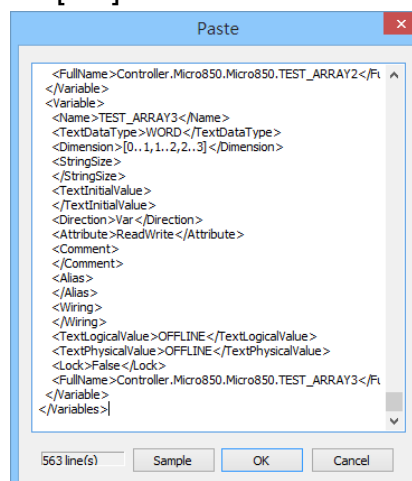 Paste
<FullName>Controller.Micro850.Micro850.TEST_ARRAY2</Fu
</Variable>
<Variable>
<Name>TEST_ARRAY3</Name>
<TextDataType>WORD</TextDataType>
<Dimension>[0..1,1..2,2..3]</Dimension>
<StringSize>
</StringSize>
<TextInitialValue>
</TextInitialValue>
<Direction>Var</Direction>
<Attribute>ReadWrite</Attribute>
<Comment>
</Comment>
<Alias>
</Alias>
<Wiring>
</Wiring>
<TextLogicalValue>OFFLINE</TextLogicalValue>
<TextPhysicalValue>OFFLINE</TextPhysicalValue>
<Lock>False</Lock>
<FullName>Controller.Micro850.Micro850.TEST_ARRAY3</Fu
</Variable>
</Variables>
563 line(s) Sample OK Cancel